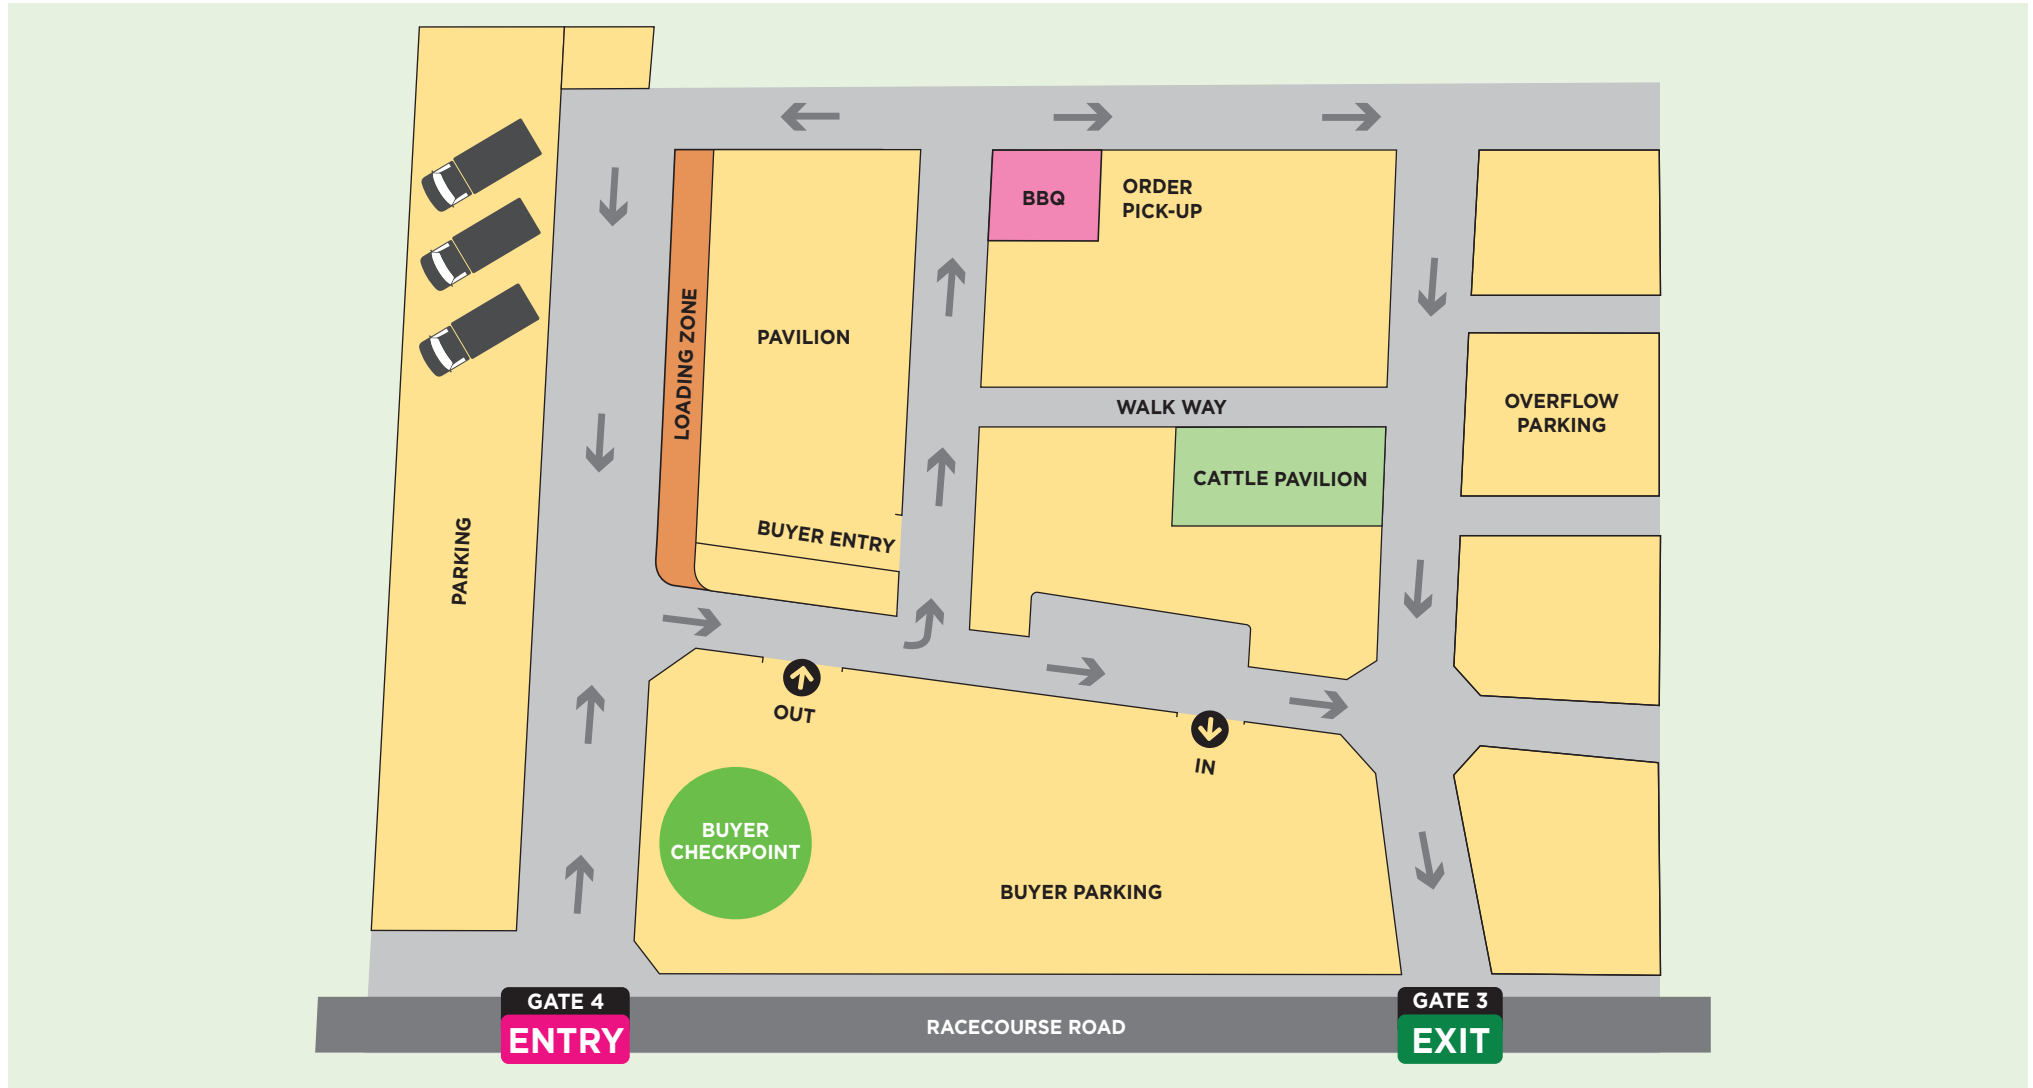 BBQ
ORDER
PICK-UP
LOADING ZONE
PAVILION
WALK WAY
OVERFLOW
PARKING
CATTLE PAVILION
BUYER ENTRY
PARKING
OUT
IN
BUYER
CHECKPOINT
BUYER PARKING
GATE 4
ENTRY
RACECOURSE ROAD
GATE 3
EXIT